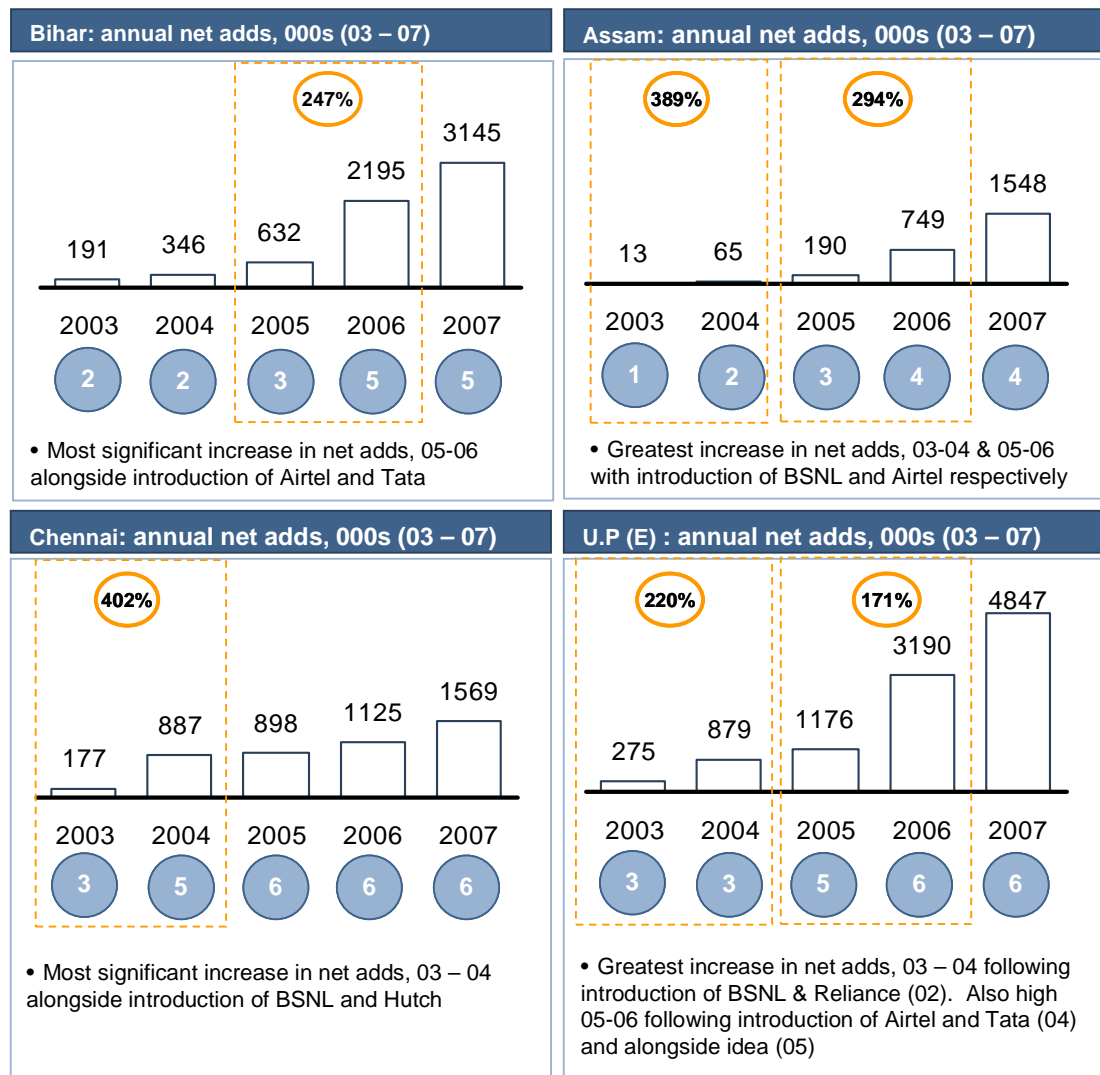 Bihar: annual net adds, 000s (03 – 07)
247%
191 346 632 2195 3145
2003 2004 2005 2006 2007
2 2 3 5 5
• Most significant increase in net adds, 05-06
alongside introduction of Airtel and Tata
Assam: annual net adds, 000s (03 – 07)
389% 294%
13 65 190 749 1548
2003 2004 2005 2006 2007
1 2 3 4 4
• Greatest increase in net adds, 03-04 & 05-06
with introduction of BSNL and Airtel respectively
Chennai: annual net adds, 000s (03 – 07)
402%
177 887 898 1125 1569
2003 2004 2005 2006 2007
3 5 6 6 6
• Most significant increase in net adds, 03 – 04
alongside introduction of BSNL and Hutch
U.P (E) : annual net adds, 000s (03 – 07)
220% 171%
275 879 1176 3190 4847
2003 2004 2005 2006 2007
3 3 5 6 6
• Greatest increase in net adds, 03 – 04 following
introduction of BSNL & Reliance (02).  Also high
05-06 following introduction of Airtel and Tata (04)
and alongside idea (05)